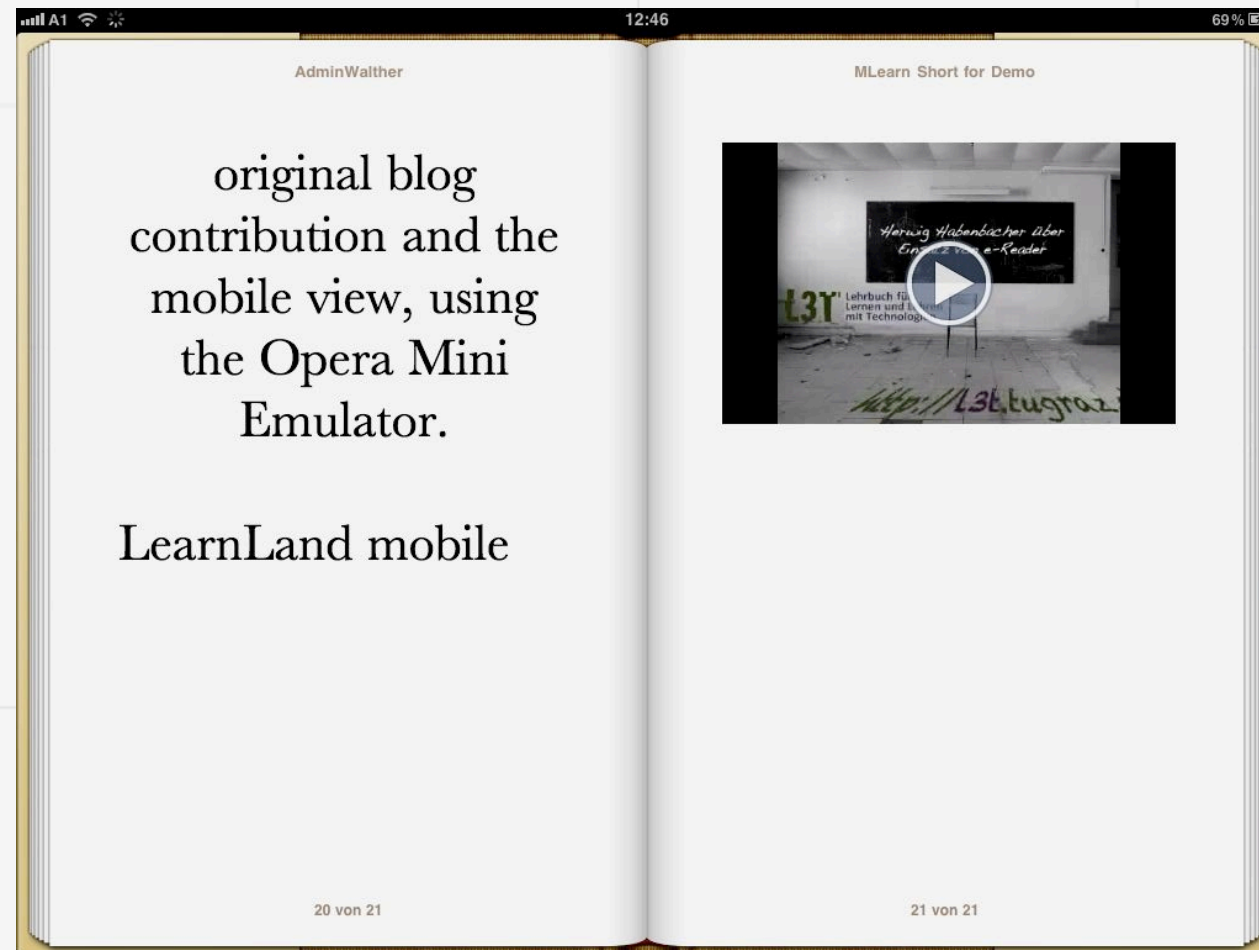 A1
12:46
69%
AdminWalther
original blog
contribution and the
mobile view, using
the Opera Mini
Emulator.
LearnLand mobile
20 von 21
MLearn Short for Demo
Herwig Habenbacher über
e-Reader
L3T
Lehrbuch
Lernen und
mit
http://L3t.tugraz.
21 von 21